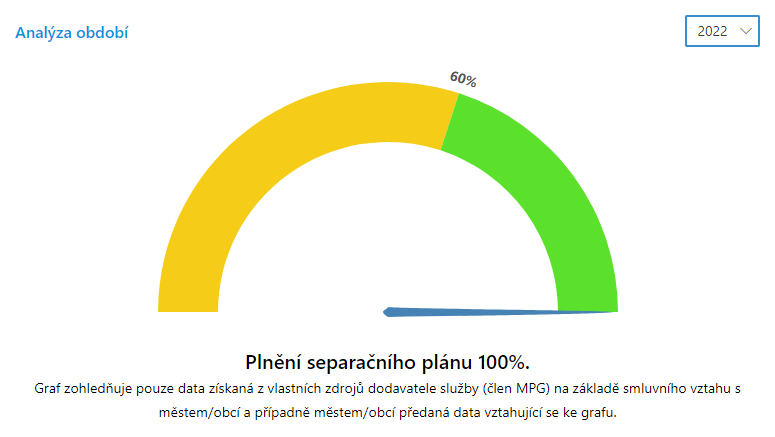 Analýza období
2022
60%
Plnění separačního plánu 100%.
Graf zohledňuje pouze data získaná z vlastních zdrojů dodavatele služby (člen MPG) na základě smluvního vztahu s
městem/obcí a případně městem/obcí předaná data vztahující se ke grafu.